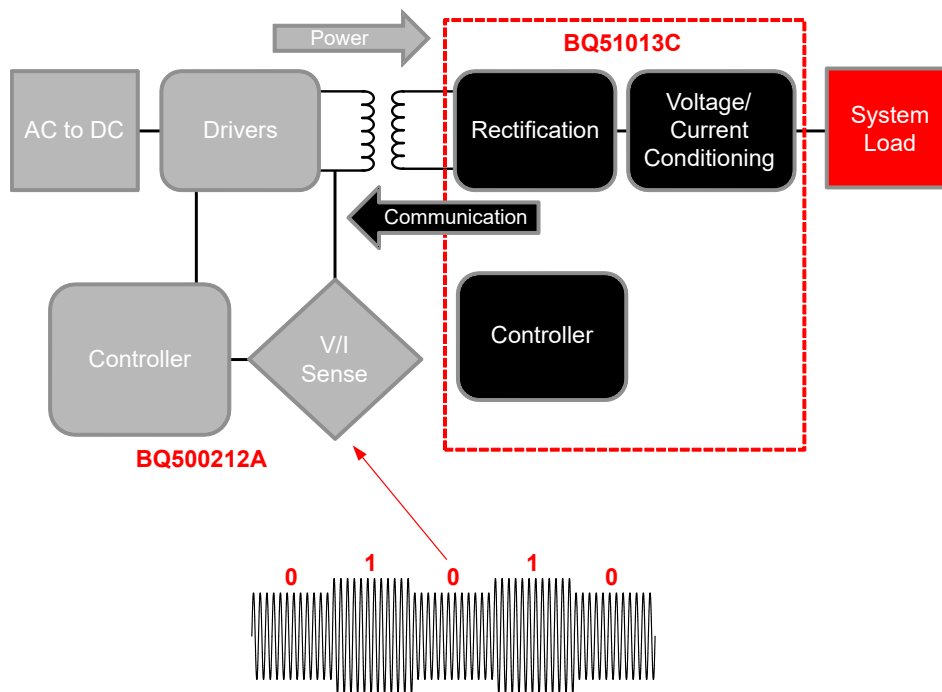 Power
BQ51013C
AC to DC
Drivers
Rectification
Voltage/
Current
Conditioning
System
Load
Communication
Controller
V/I
Sense
Controller
BQ500212A
0
1
0
1
0